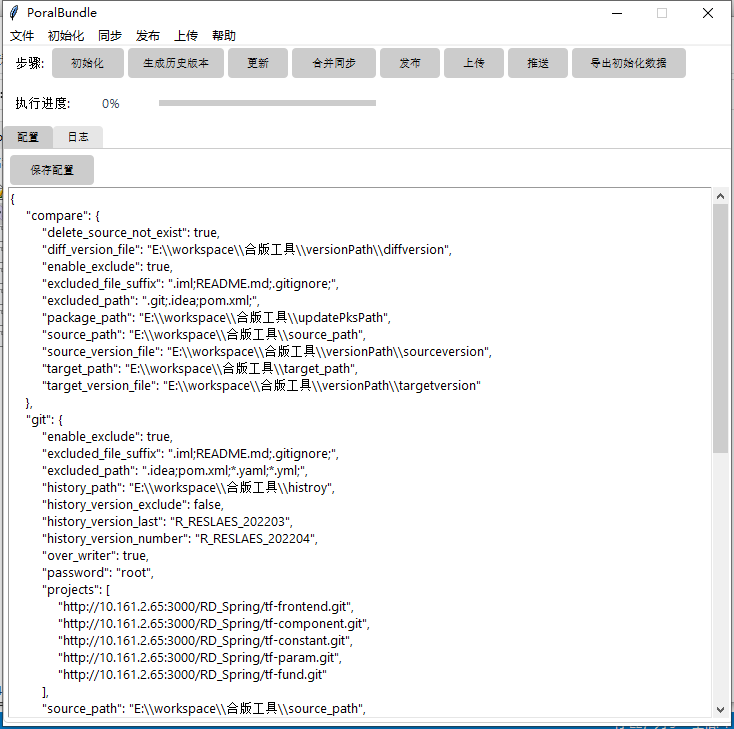 PoralBundle
文件 初始化 同步 发布 上传 帮助
步骤: 初始化 生成历史版本 更新 合并同步 发布 上传 推送 导出初始化数据
执行进度: 0%
配置 日志
保存配置
{
"compare": {
"delete_source_not_exist": true,
"diff_version_file": "E:\\workspace\\合版工具\\versionPath\\diffversion",
"enable_exclude": true,
"excluded_file_suffix": ".iml;README.md;.gitignore;",
"excluded_path": ".git;.idea;pom.xml;",
"package_path": "E:\\workspace\\合版工具\\updatePksPath",
"source_path": "E:\\workspace\\合版工具\\source_path",
"source_version_file": "E:\\workspace\\合版工具\\versionPath\\sourceversion",
"target_path": "E:\\workspace\\合版工具\\target_path",
"target_version_file": "E:\\workspace\\合版工具\\versionPath\\targetversion"
},
"git": {
"enable_exclude": true,
"excluded_file_suffix": ".iml;README.md;.gitignore;",
"excluded_path": ".idea;pom.xml;*.yaml;*.yml;",
"history_path": "E:\\workspace\\合版工具\\histroy",
"history_version_exclude": false,
"history_version_last": "R_RESLAES_202203",
"history_version_number": "R_RESLAES_202204",
"over_writer": true,
"password": "root",
"projects": [
"http://10.161.2.65:3000/RD_Spring/tf-frontend.git",
"http://10.161.2.65:3000/RD_Spring/tf-component.git",
"http://10.161.2.65:3000/RD_Spring/tf-constant.git",
"http://10.161.2.65:3000/RD_Spring/tf-param.git",
"http://10.161.2.65:3000/RD_Spring/tf-fund.git"
],
"source_path": "E:\\workspace\\合版工具\\source_path",